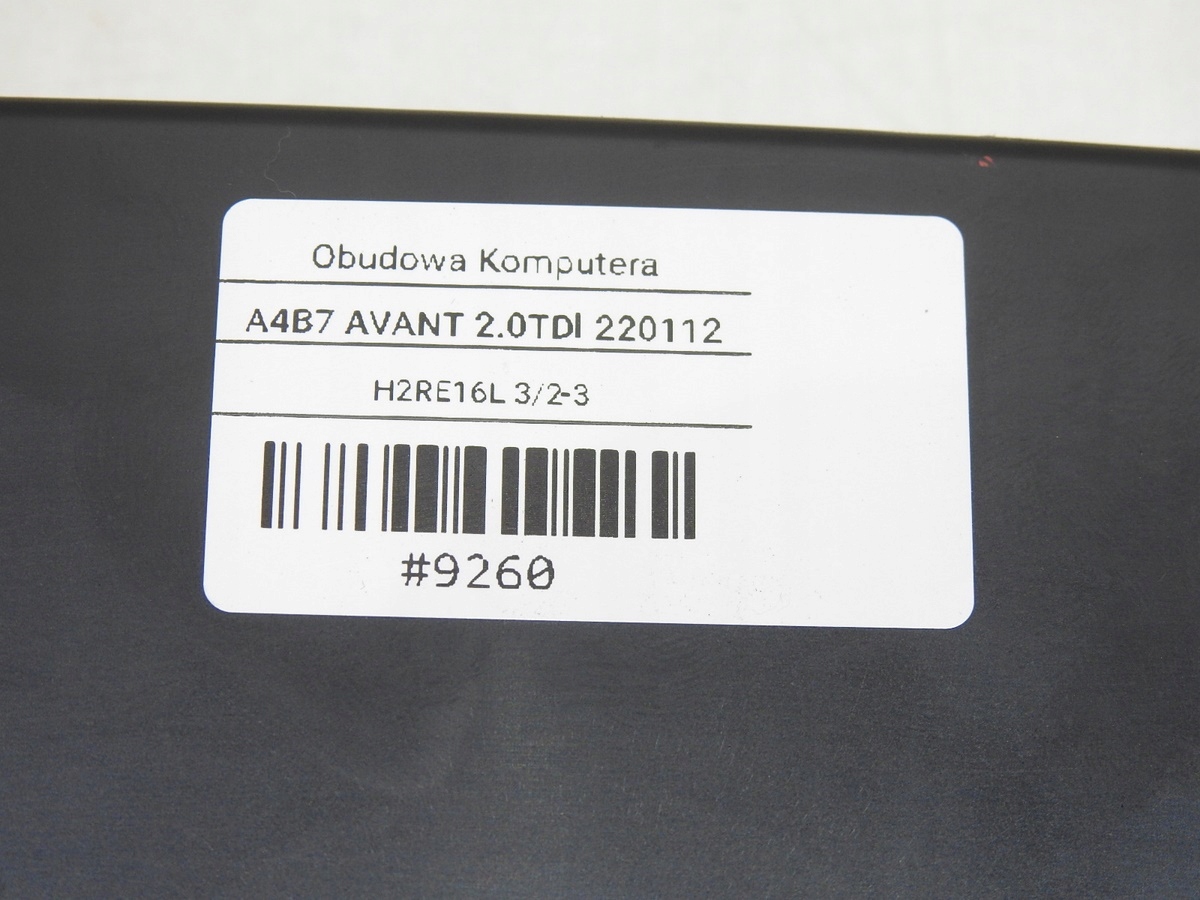 Obudowa Komputera
A4B7 AVANT 2.0TDI 220112
H2RE16L 3/2-3
#9260